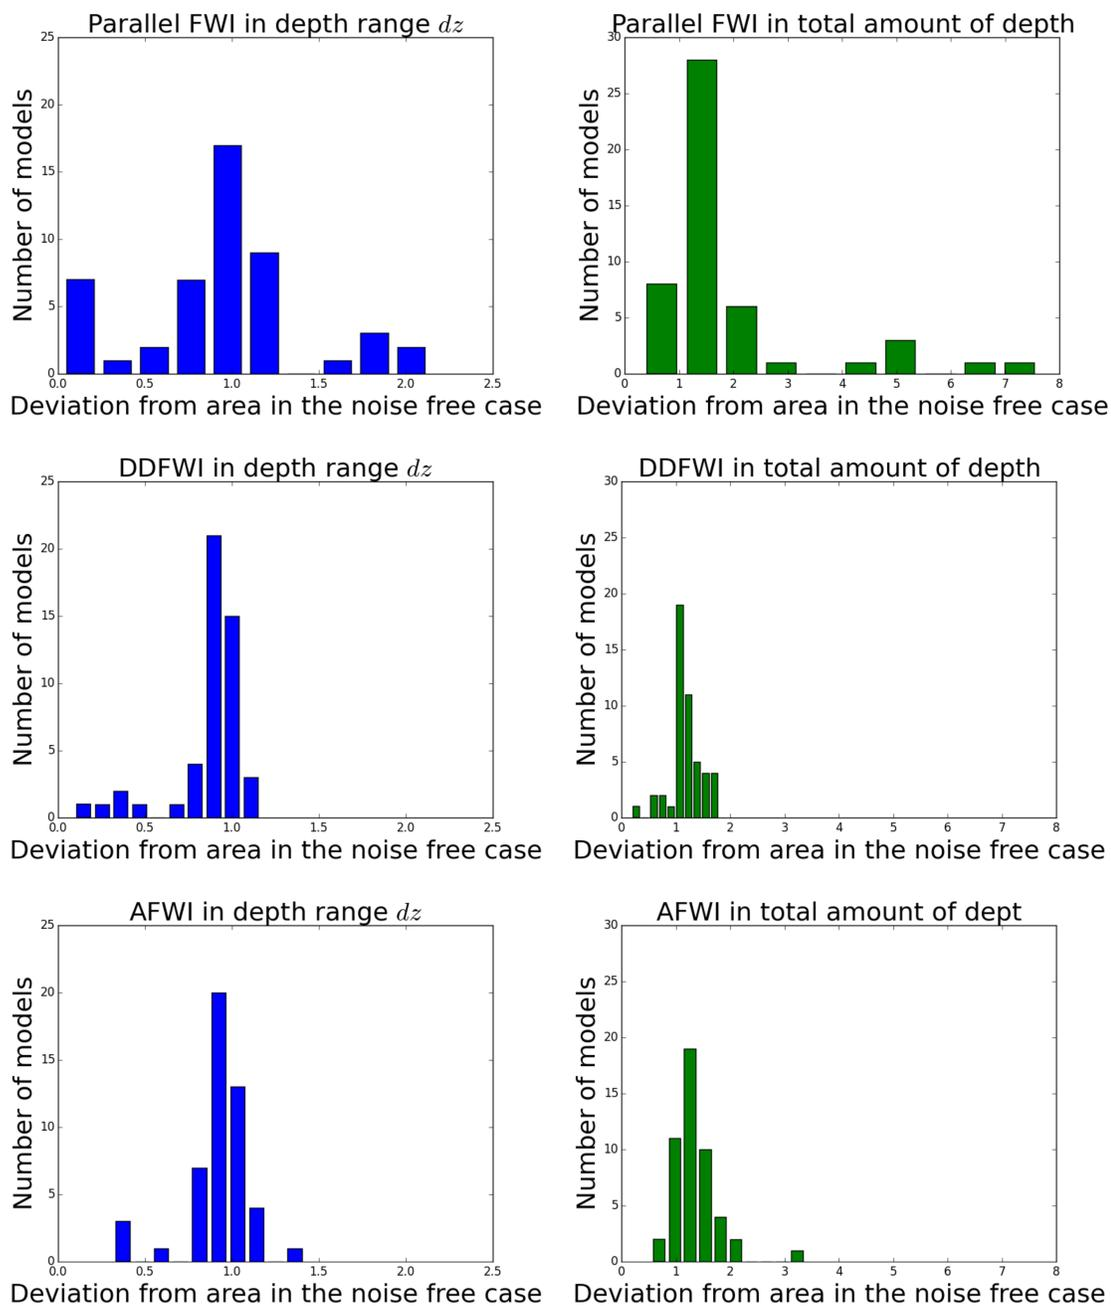 Parallel FWI in depth range dz
25
20
15
10
5
0
Number of models
0.0 0.5 1.0 1.5 2.0 2.5
Deviation from area in the noise free case
Parallel FWI in total amount of depth
30
25
20
15
10
5
0
Number of models
0 1 2 3 4 5 6 7 8
Deviation from area in the noise free case
DDFWI in depth range dz
25
20
15
10
5
0
Number of models
0.0 0.5 1.0 1.5 2.0 2.5
Deviation from area in the noise free case
DDFWI in total amount of depth
30
25
20
15
10
5
0
Number of models
0 1 2 3 4 5 6 7 8
Deviation from area in the noise free case
AFWI in depth range dz
25
20
15
10
5
0
Number of models
0.0 0.5 1.0 1.5 2.0 2.5
Deviation from area in the noise free case
AFWI in total amount of dept
30
25
20
15
10
5
0
Number of models
0 1 2 3 4 5 6 7 8
Deviation from area in the noise free case